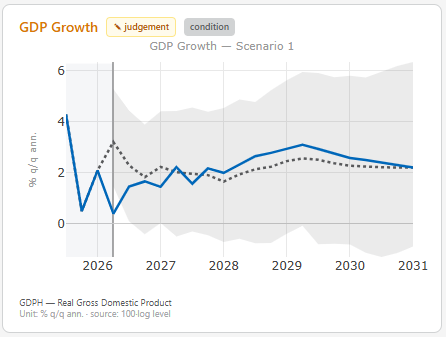 GDP Growth ✏ judgement condition
GDP Growth — Scenario 1
% q/q ann.
6
4
2
0
2026 2027 2028 2029 2030 2031
GDPH — Real Gross Domestic Product
Unit: % q/q ann. · source: 100·log level